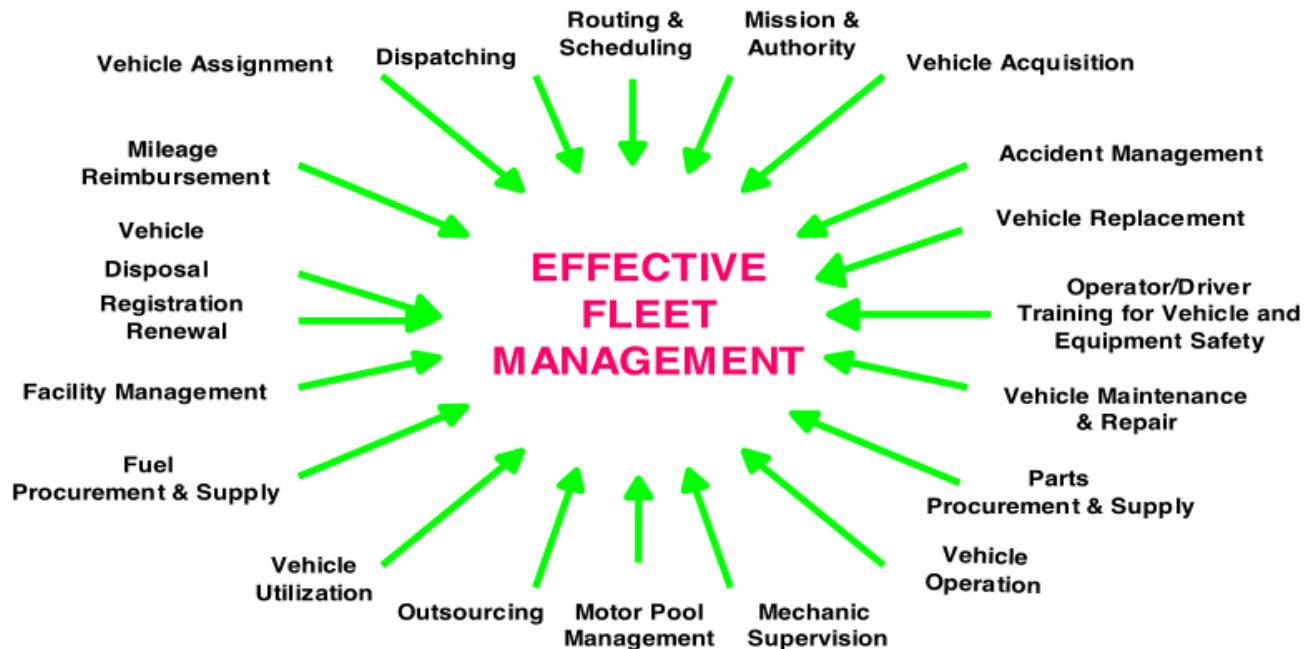 Routing &
Scheduling
Mission &
Authority
Vehicle Assignment
Dispatching
Vehicle Acquisition
Mileage
Reimbursement
Accident Management
Vehicle
Disposal
Vehicle Replacement
Registration
Renewal
EFFECTIVE
FLEET
MANAGEMENT
Operator/Driver
Training for Vehicle and
Equipment Safety
Facility Management
Vehicle Maintenance
& Repair
Fuel
Procurement & Supply
Parts
Procurement & Supply
Vehicle
Utilization
Outsourcing
Motor Pool
Management
Mechanic
Supervision
Vehicle
Operation